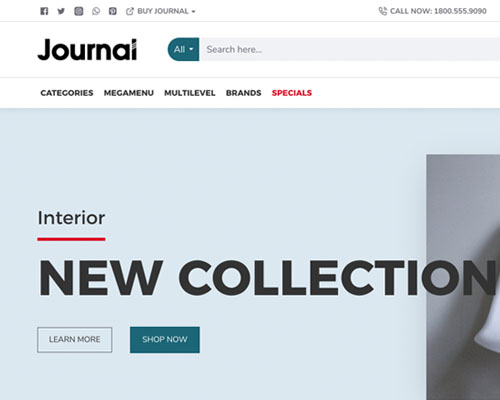 BUY JOURNAL CALL NOW: 1800.555.9090
Journal All Search here...
CATEGORIES MEGAMENU MULTILEVEL BRANDS SPECIALS
Interior
NEW COLLECTION
LEARN MORE SHOP NOW